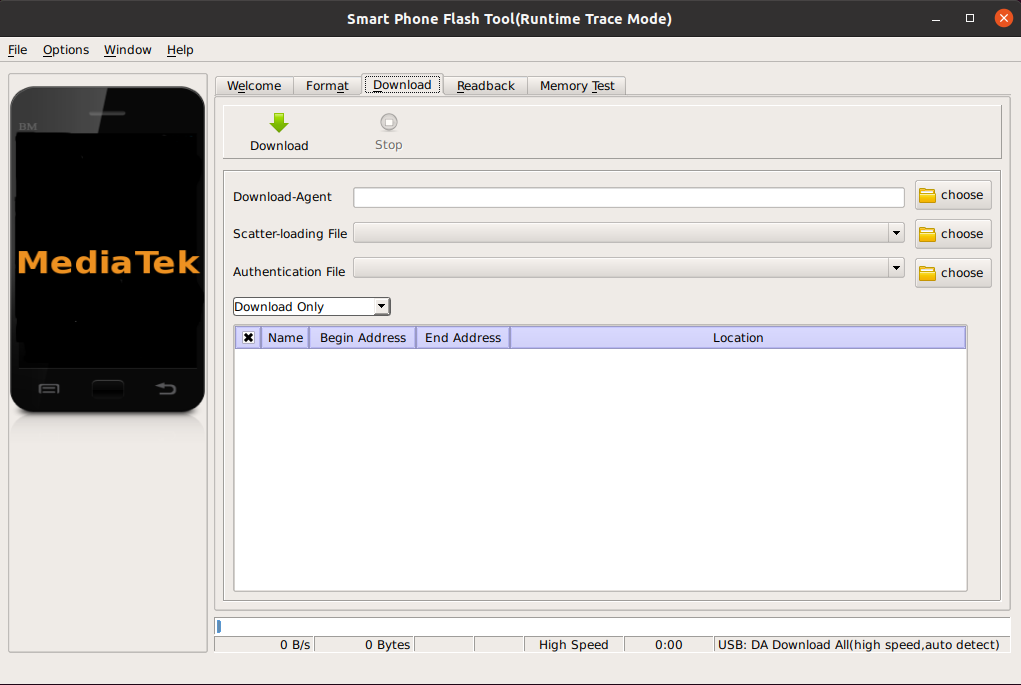 Smart Phone Flash Tool(Runtime Trace Mode)
File Options Window Help
Welcome Format Download Readback Memory Test
BM
MediaTek
Download Stop
Download-Agent choose
Scatter-loading File choose
Authentication File choose
Download Only
Name Begin Address End Address Location
0 B/s 0 Bytes High Speed 0:00 USB: DA Download All(high speed,auto detect)